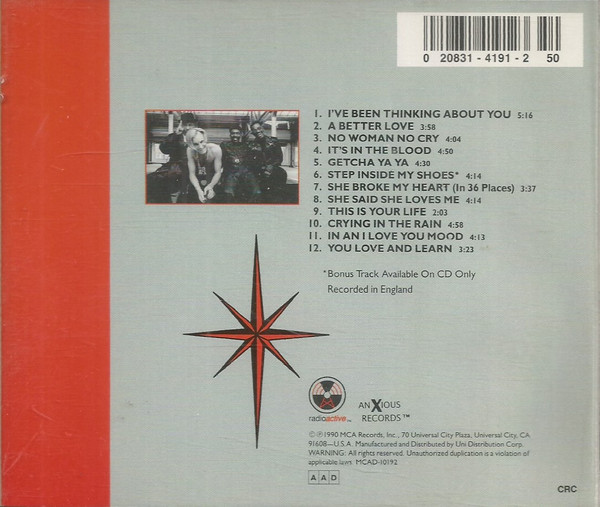 0 20831 - 4191 - 2 50
1. I'VE BEEN THINKING ABOUT YOU 5:16
2. A BETTER LOVE 3:58
3. NO WOMAN NO CRY 4:04
4. IT'S IN THE BLOOD 4:50
5. GETCHA YA YA 4:30
6. STEP INSIDE MY SHOES* 4:14
7. SHE BROKE MY HEART (In 36 Places) 3:37
8. SHE SAID SHE LOVES ME 4:14
9. THIS IS YOUR LIFE 2:03
10. CRYING IN THE RAIN 4:58
11. IN AN I LOVE YOU MOOD 4:13
12. YOU LOVE AND LEARN 3:23
*Bonus Track Available On CD Only
Recorded in England
radioactive™
ANXIOUS
RECORDS™
©℗1990 MCA Records, Inc., 70 Universal City Plaza, Universal City, CA
91608—U.S.A. Manufactured and Distributed by Uni Distribution Corp.
WARNING: All rights reserved. Unauthorized duplication is a violation of
applicable laws MCAD-10192
AAD
CRC